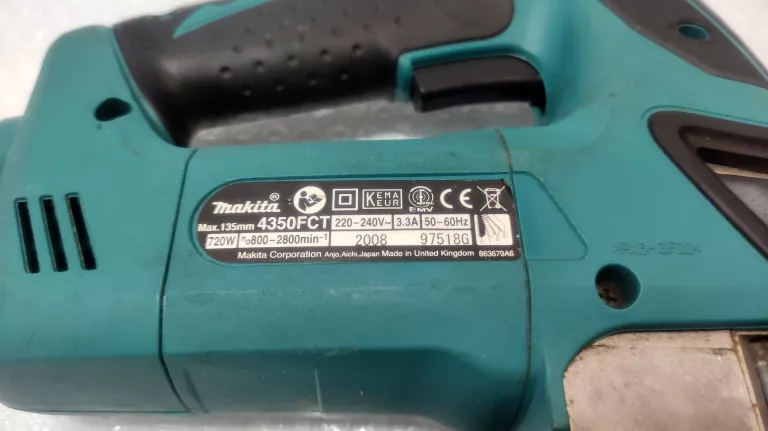 makita®
KEMA
KEUR
EMV
CE
Max.135mm 4350FCT 220-240V~ 3.3A 50-60Hz
720W n₀800-2800min⁻¹ 2008 97518G
Makita Corporation Anjo,Aichi,Japan Made in United Kingdom 863679A6